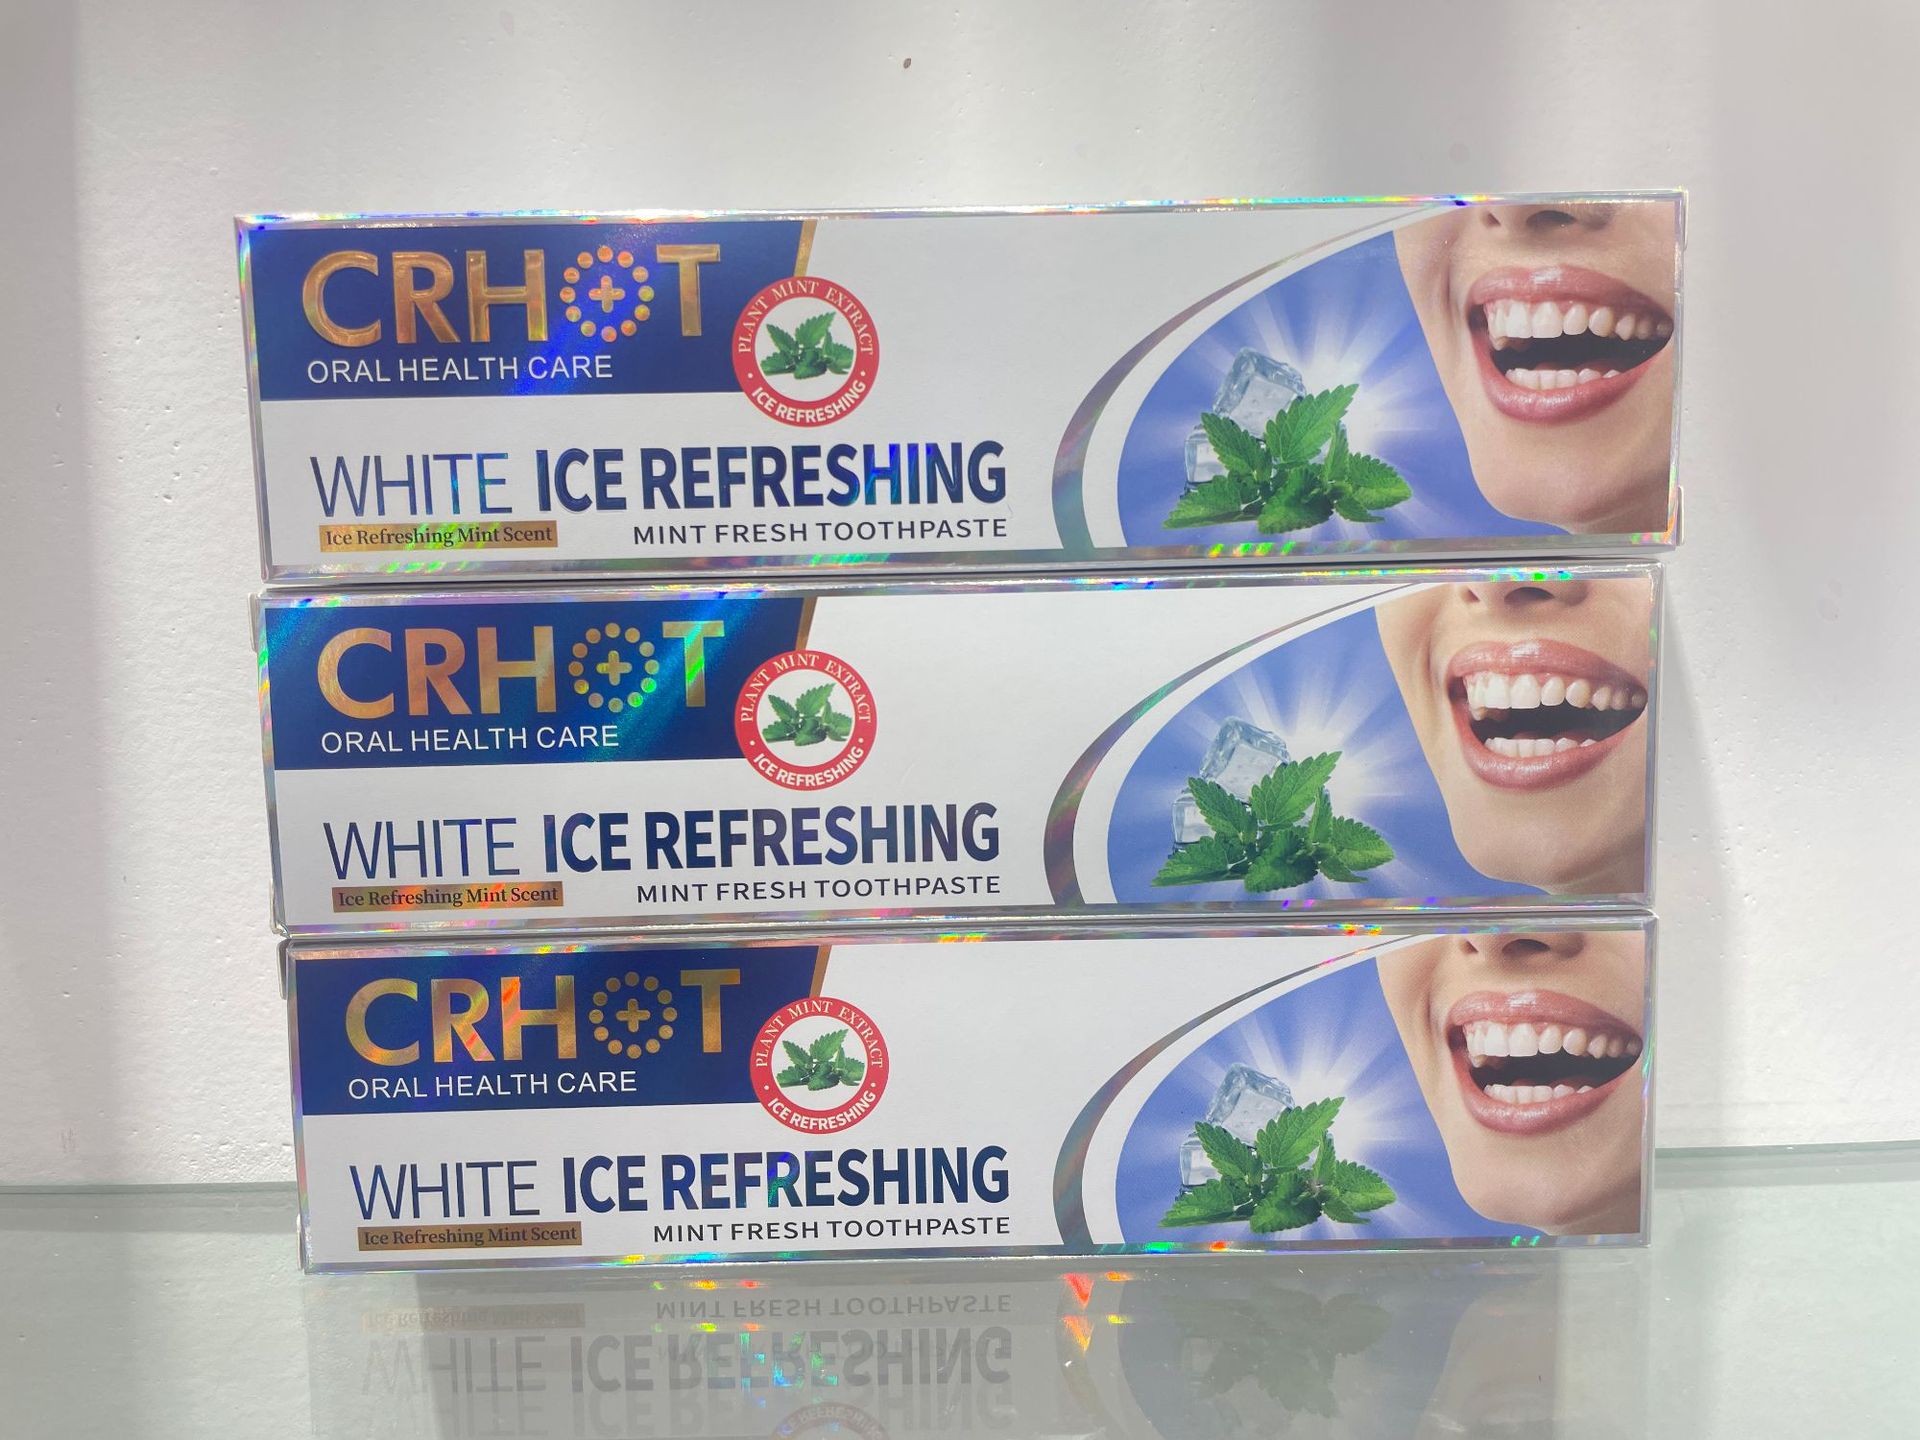 CRHOT
ORAL HEALTH CARE
PLANT MINT EXTRACT
ICE REFRESHING
WHITE ICE REFRESHING
Ice Refreshing Mint Scent
MINT FRESH TOOTHPASTE
CRHOT
ORAL HEALTH CARE
PLANT MINT EXTRACT
ICE REFRESHING
WHITE ICE REFRESHING
Ice Refreshing Mint Scent
MINT FRESH TOOTHPASTE
CRHOT
ORAL HEALTH CARE
PLANT MINT EXTRACT
ICE REFRESHING
WHITE ICE REFRESHING
Ice Refreshing Mint Scent
MINT FRESH TOOTHPASTE